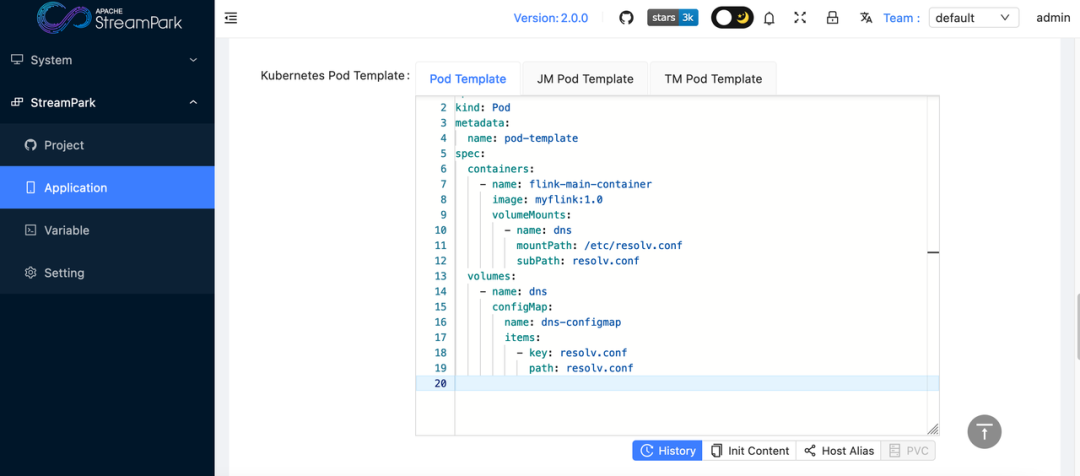 APACHE
StreamPark
Version: 2.0.0
stars 3k
Team :
default
admin
System
StreamPark
Project
Application
Variable
Setting
Kubernetes Pod Template :
Pod Template
JM Pod Template
TM Pod Template
2 kind: Pod
3 metadata:
4   name: pod-template
5 spec:
6   containers:
7     - name: flink-main-container
8       image: myflink:1.0
9       volumeMounts:
10         - name: dns
11           mountPath: /etc/resolv.conf
12           subPath: resolv.conf
13   volumes:
14     - name: dns
15       configMap:
16         name: dns-configmap
17         items:
18           - key: resolv.conf
19             path: resolv.conf
20
History
Init Content
Host Alias
PVC